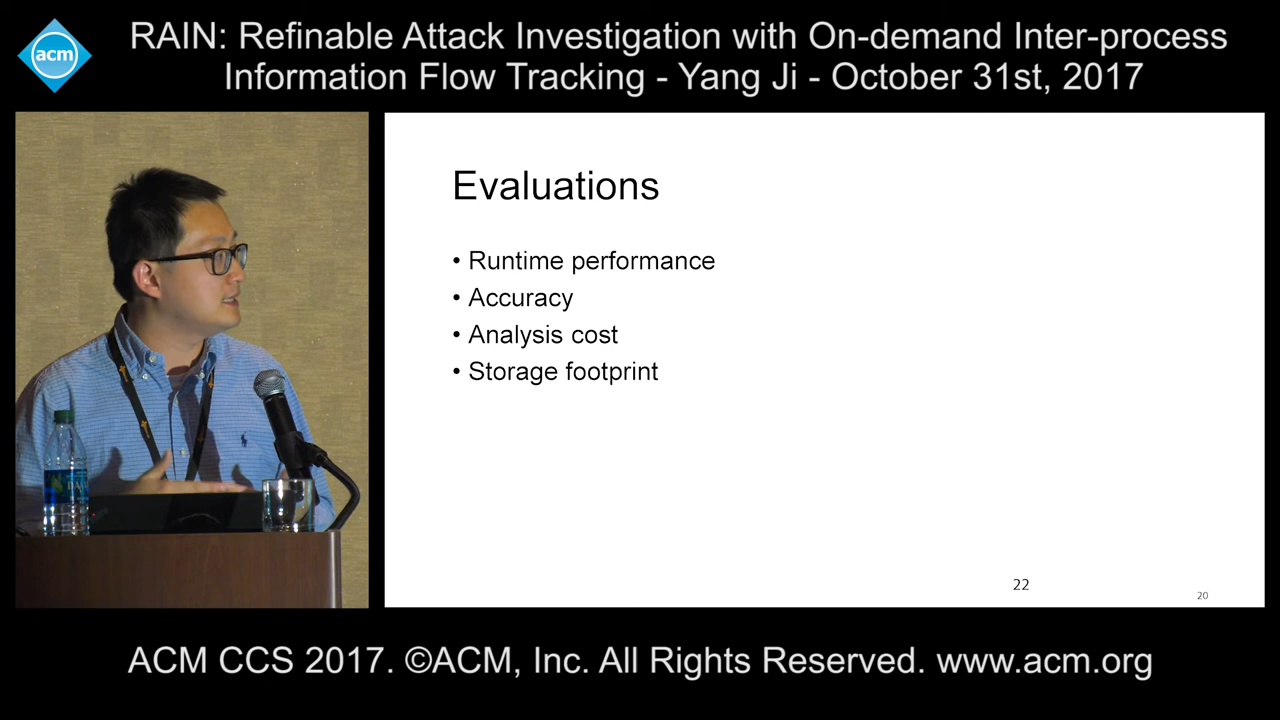 acm
RAIN: Refinable Attack Investigation with On-demand Inter-process
Information Flow Tracking - Yang Ji - October 31st, 2017
Evaluations
• Runtime performance
• Accuracy
• Analysis cost
• Storage footprint
22
20
ACM CCS 2017. ©ACM, Inc. All Rights Reserved. www.acm.org